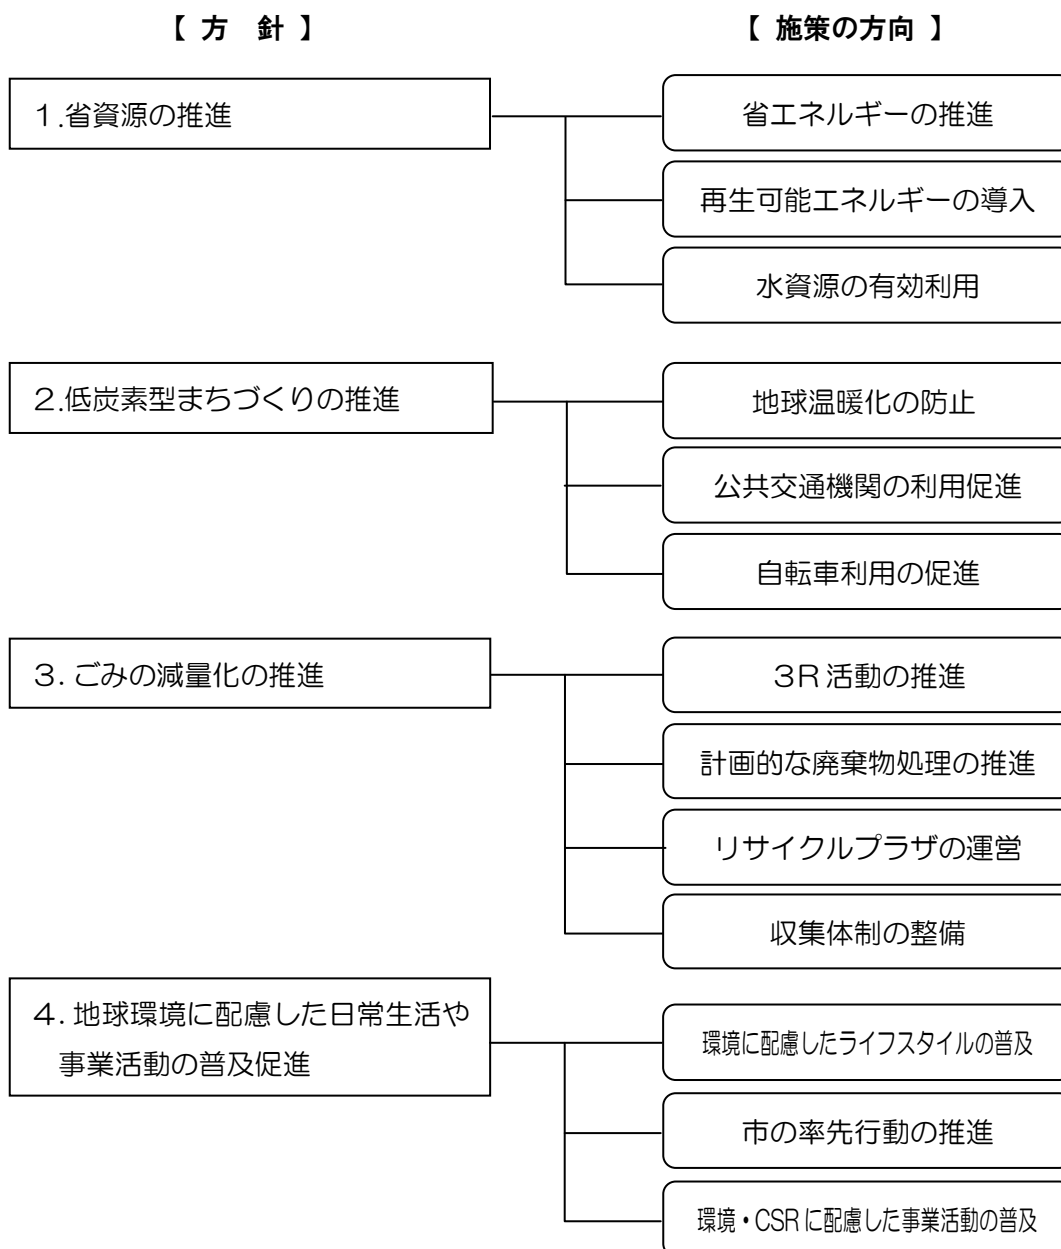 【 方　針 】
【 施策の方向 】
１.省資源の推進
省エネルギーの推進
再生可能エネルギーの導入
水資源の有効利用
２.低炭素型まちづくりの推進
地球温暖化の防止
公共交通機関の利用促進
自転車利用の促進
３.ごみの減量化の推進
３Ｒ活動の推進
計画的な廃棄物処理の推進
リサイクルプラザの運営
収集体制の整備
４.地球環境に配慮した日常生活や
事業活動の普及促進
環境に配慮したライフスタイルの普及
市の率先行動の推進
環境・CSRに配慮した事業活動の普及